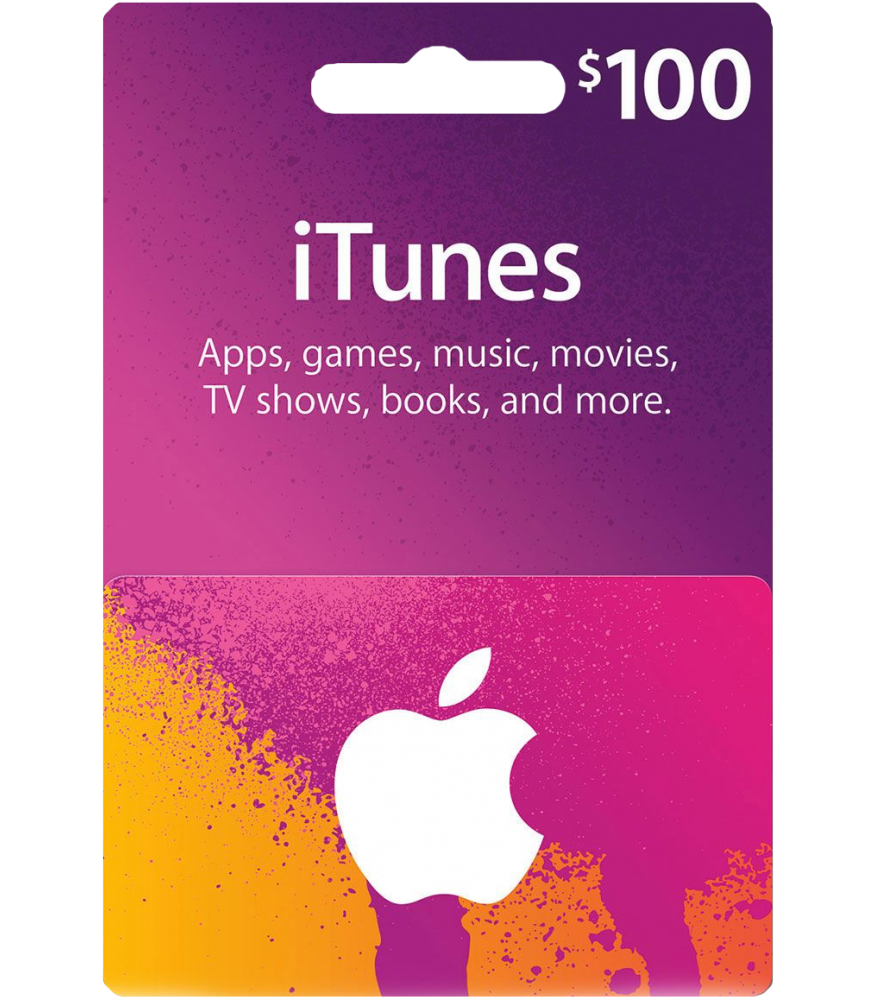 $100
iTunes
Apps, games, music, movies,
TV shows, books, and more.